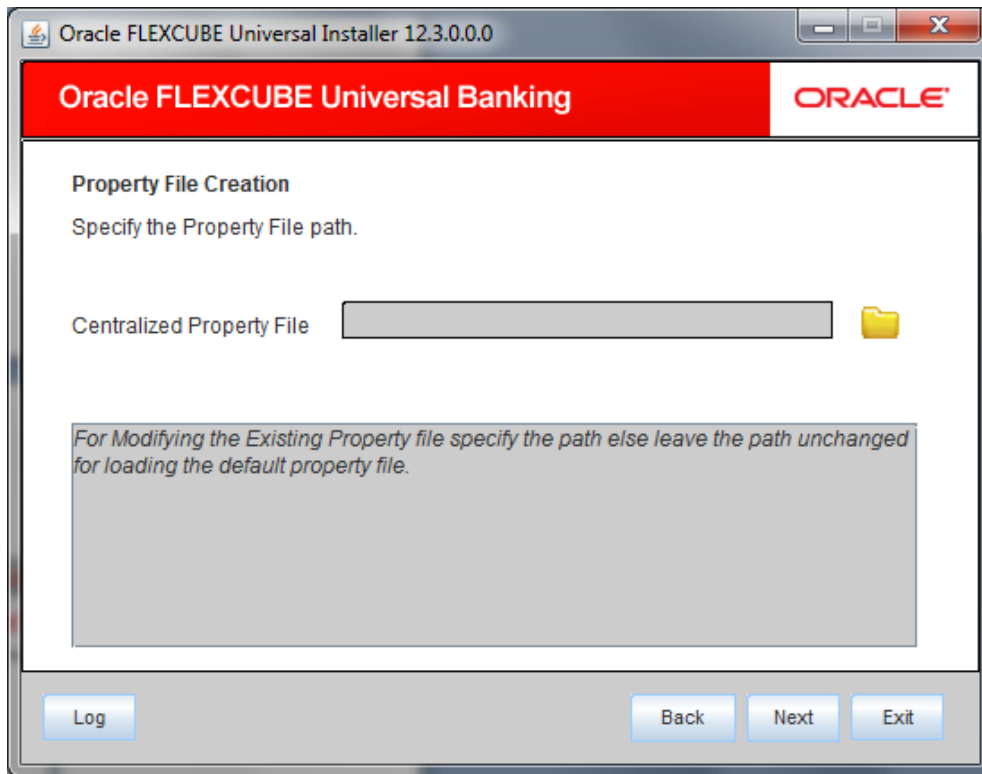 Oracle FLEXCUBE Universal Installer 12.3.0.0.0
Oracle FLEXCUBE Universal Banking
ORACLE
Property File Creation
Specify the Property File path.
Centralized Property File
For Modifying the Existing Property file specify the path else leave the path unchanged
for loading the default property file.
Log
Back
Next
Exit